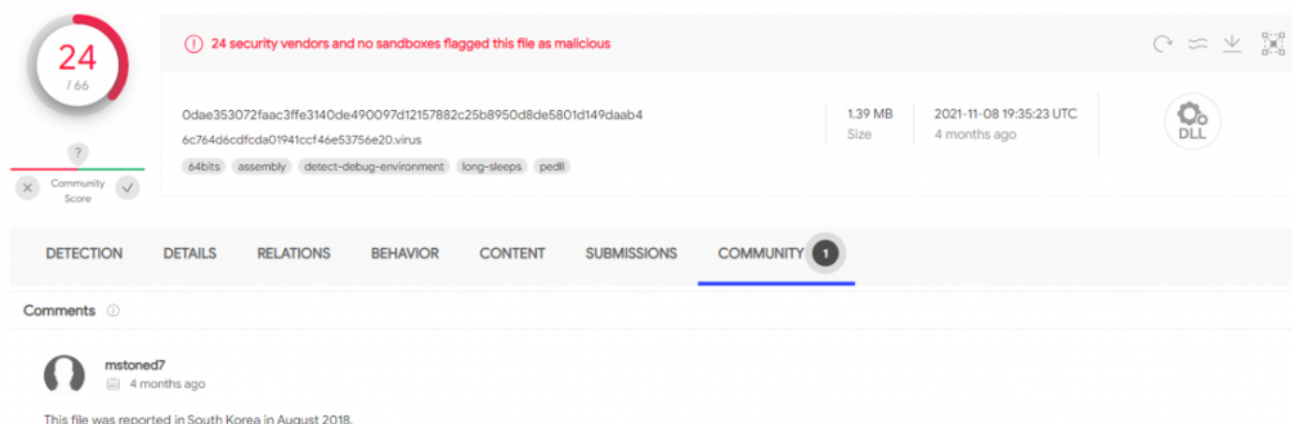 24
/ 66
24 security vendors and no sandboxes flagged this file as malicious
0dae353072faac3ffe3140de490097d12157882c25b8950d8de5801d149daab4
6c764d6cdfcda01941ccf46e53756e20.virus
64bits assembly detect-debug-environment long-sleeps pedll
1.39 MB
Size
2021-11-08 19:35:23 UTC
4 months ago
DLL
?
Community
Score
DETECTION DETAILS RELATIONS BEHAVIOR CONTENT SUBMISSIONS COMMUNITY 1
Comments
mstoned7
4 months ago
This file was reported in South Korea in August 2018.